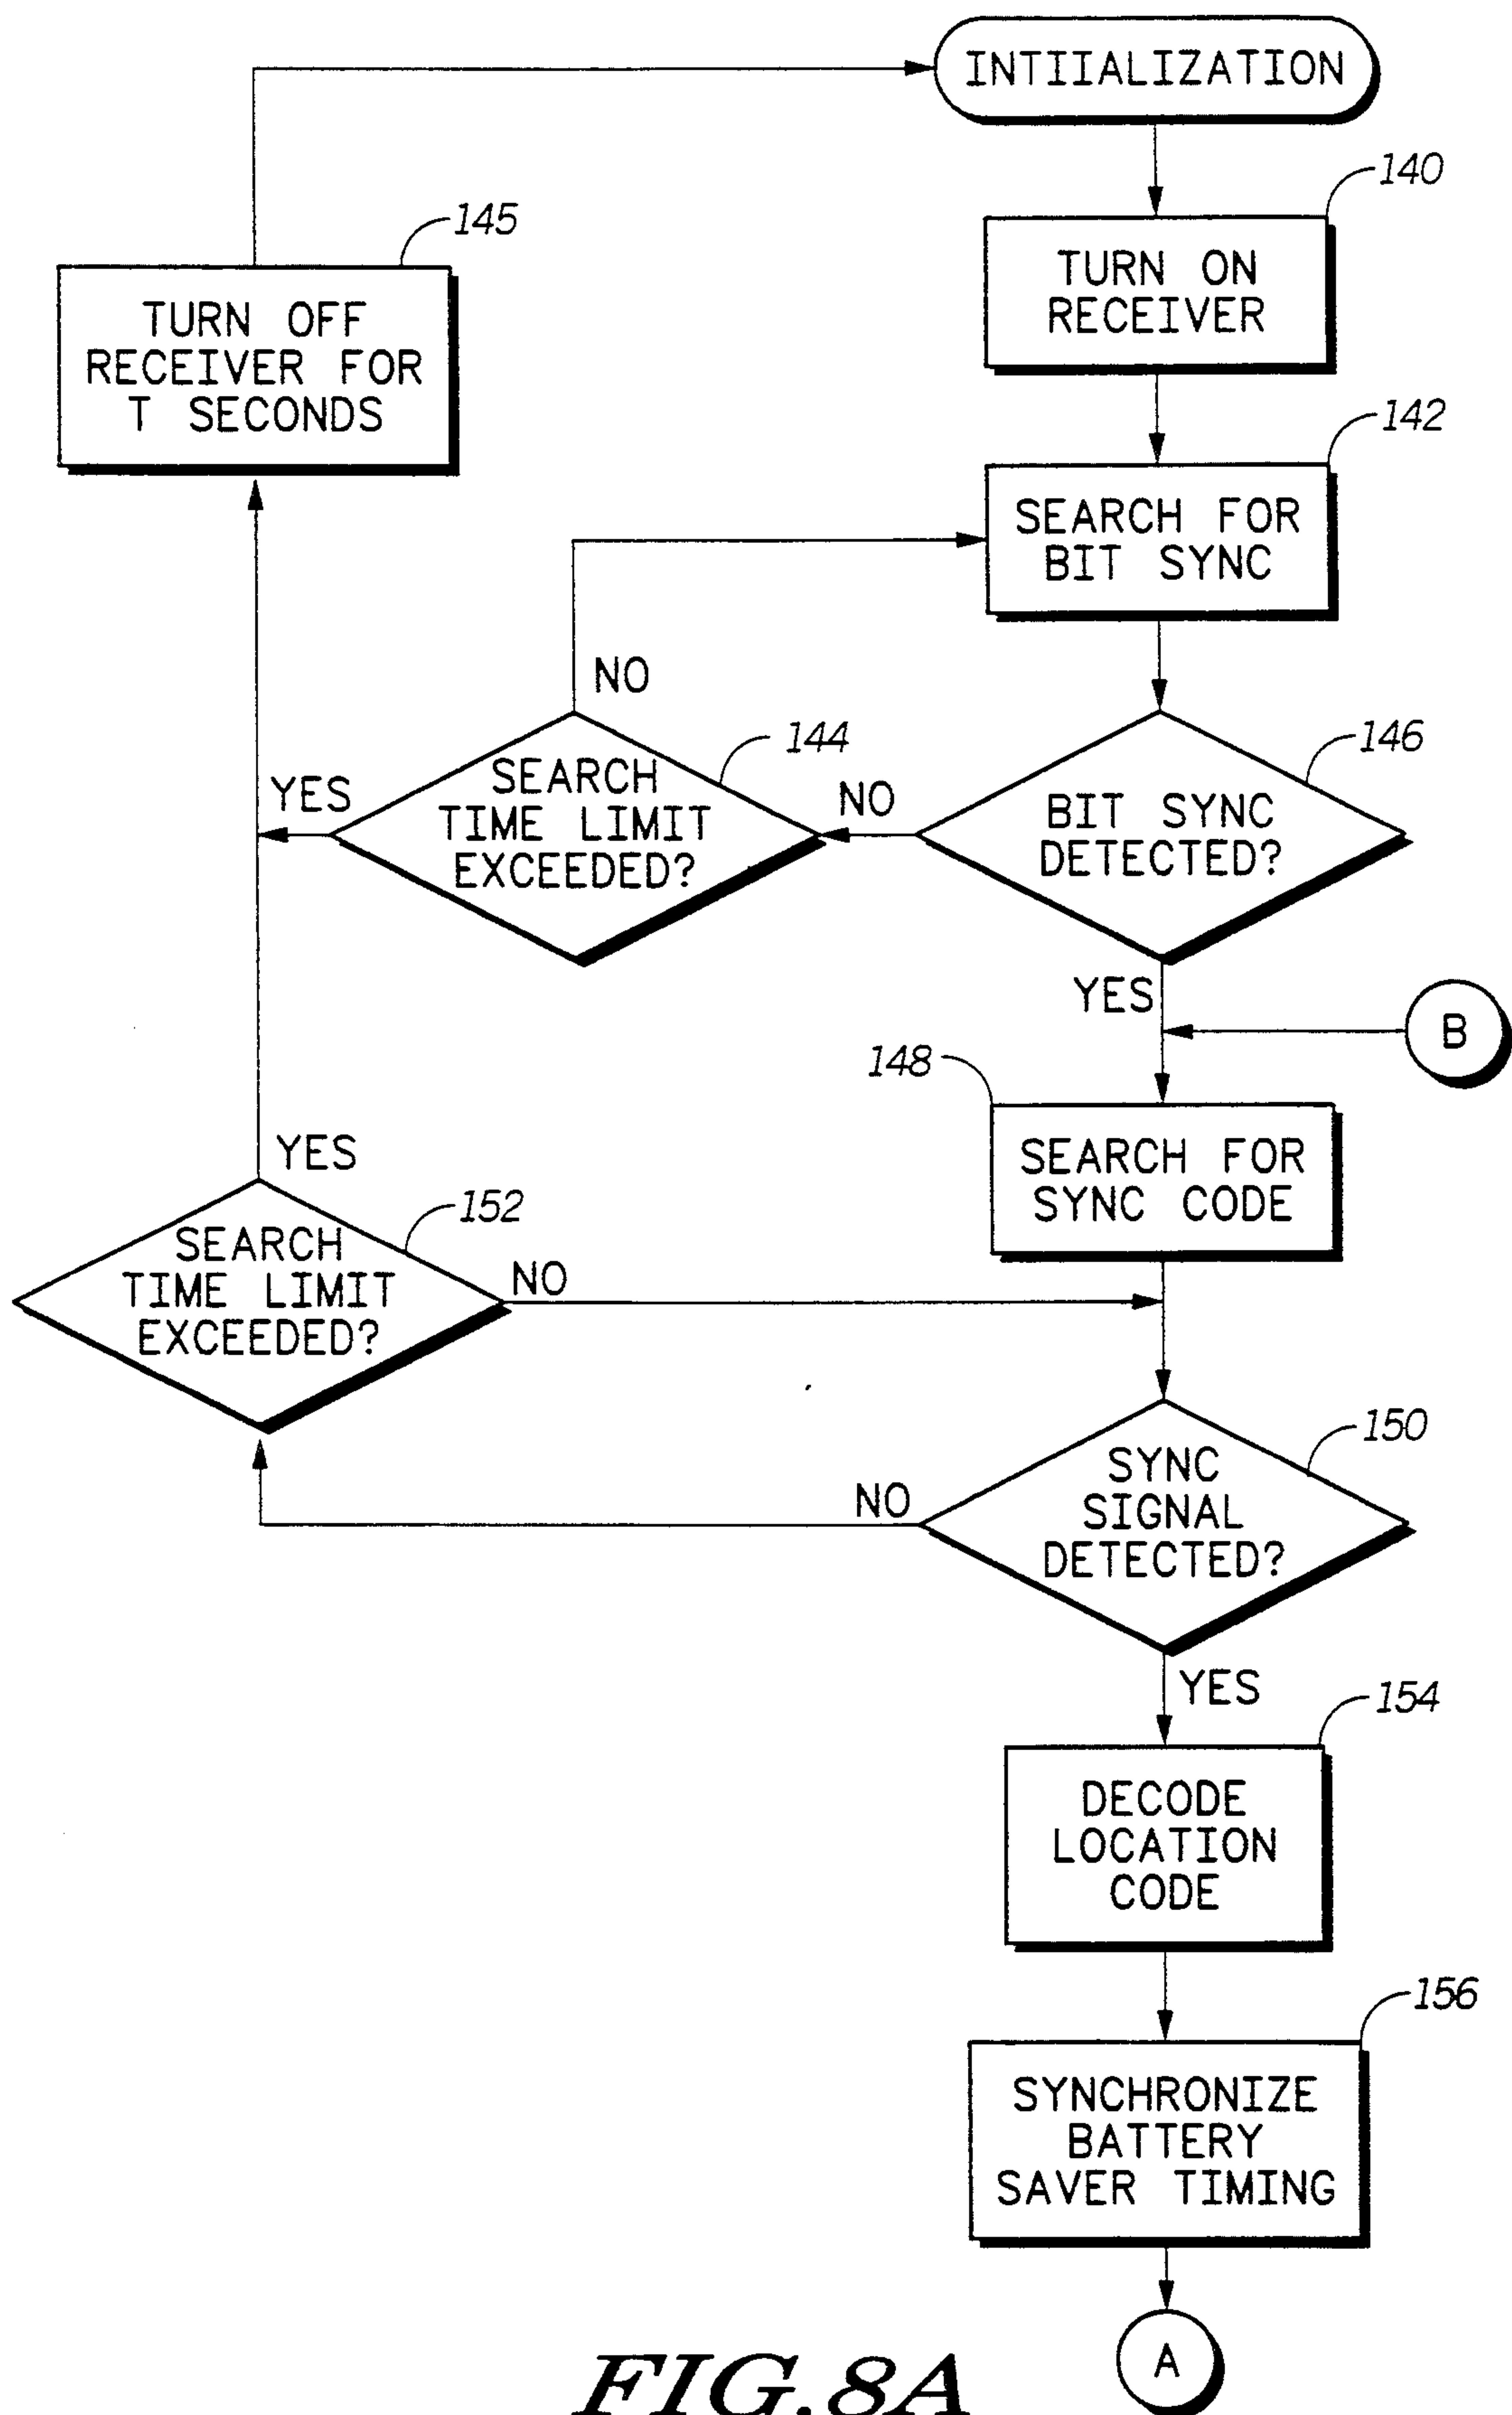 INTIIALIZATION
140
TURN ON
RECEIVER
145
TURN OFF
RECEIVER FOR
T SECONDS
142
SEARCH FOR
BIT SYNC
NO
144
SEARCH
TIME LIMIT
EXCEEDED?
YES
NO
146
BIT SYNC
DETECTED?
YES
B
148
SEARCH FOR
SYNC CODE
YES
152
SEARCH
TIME LIMIT
EXCEEDED?
NO
150
SYNC
SIGNAL
DETECTED?
NO
YES
154
DECODE
LOCATION
CODE
156
SYNCHRONIZE
BATTERY
SAVER TIMING
A
FIG.8A